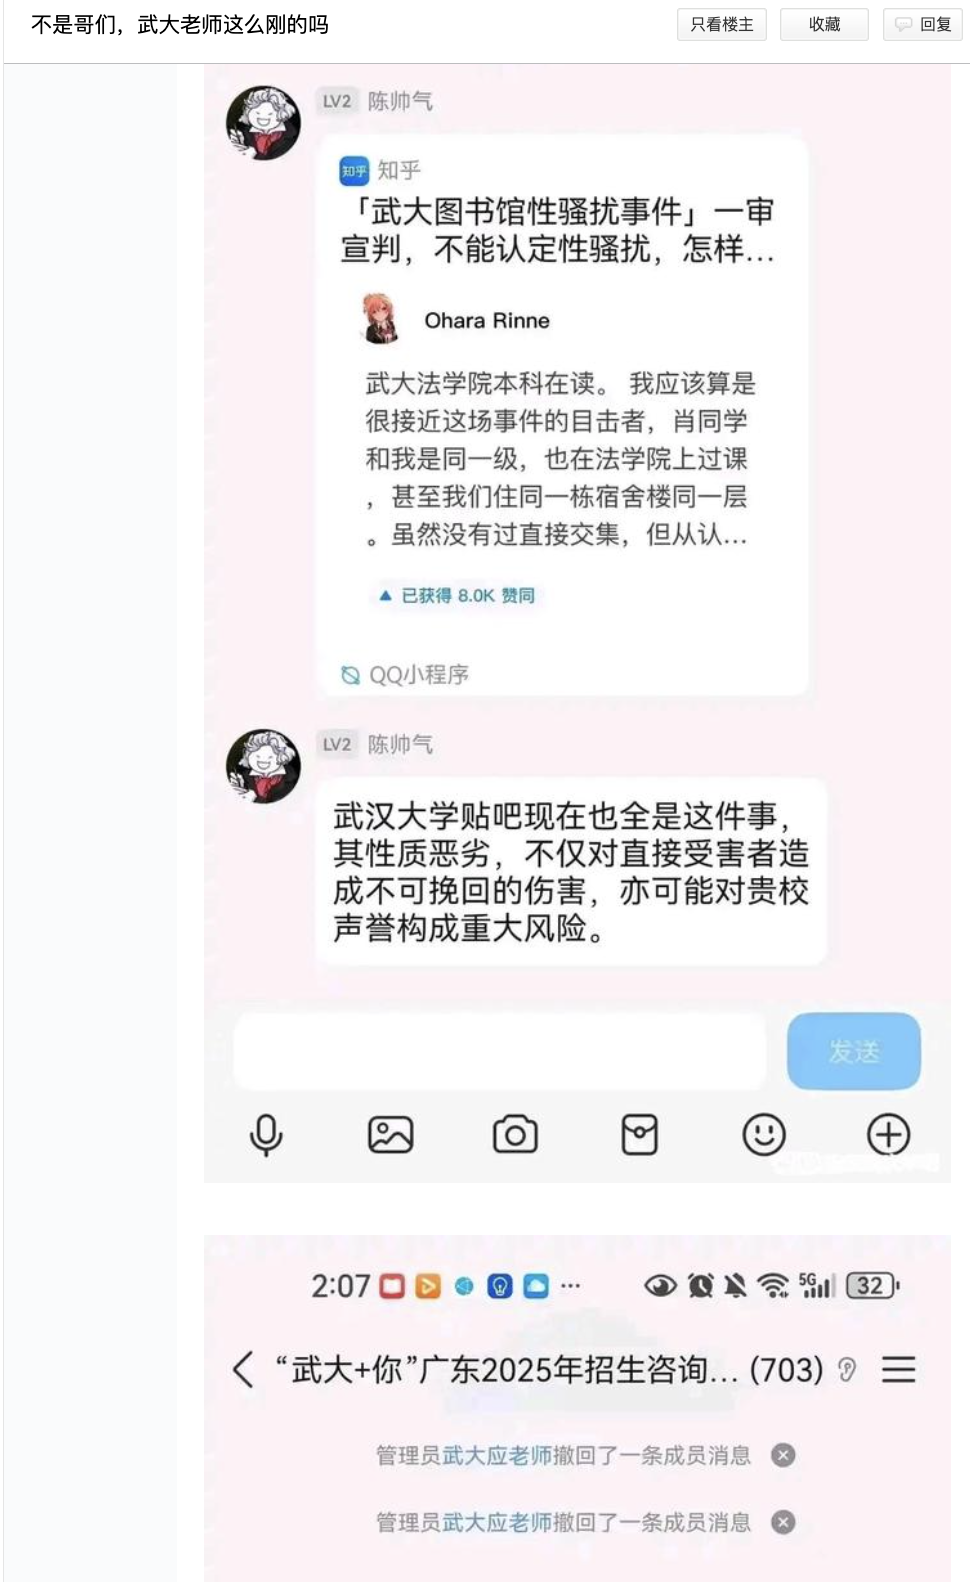 不是哥们，武大老师这么刚的吗
只看楼主
收藏
回复
LV2 陈帅气
知乎 知乎
「武大图书馆性骚扰事件」一审
宣判，不能认定性骚扰，怎样...
Ohara Rinne
武大法学院本科在读。 我应该算是
很接近这场事件的目击者，肖同学
和我是同一级，也在法学院上过课
，甚至我们住同一栋宿舍楼同一层
。虽然没有过直接交集，但从认...
已获得 8.0K 赞同
QQ小程序
LV2 陈帅气
武汉大学贴吧现在也全是这件事，
其性质恶劣，不仅对直接受害者造
成不可挽回的伤害，亦可能对贵校
声誉构成重大风险。
发送
2:07 ... 5G 32
“武大+你”广东2025年招生咨询... (703)
管理员武大应老师撤回了一条成员消息
管理员武大应老师撤回了一条成员消息